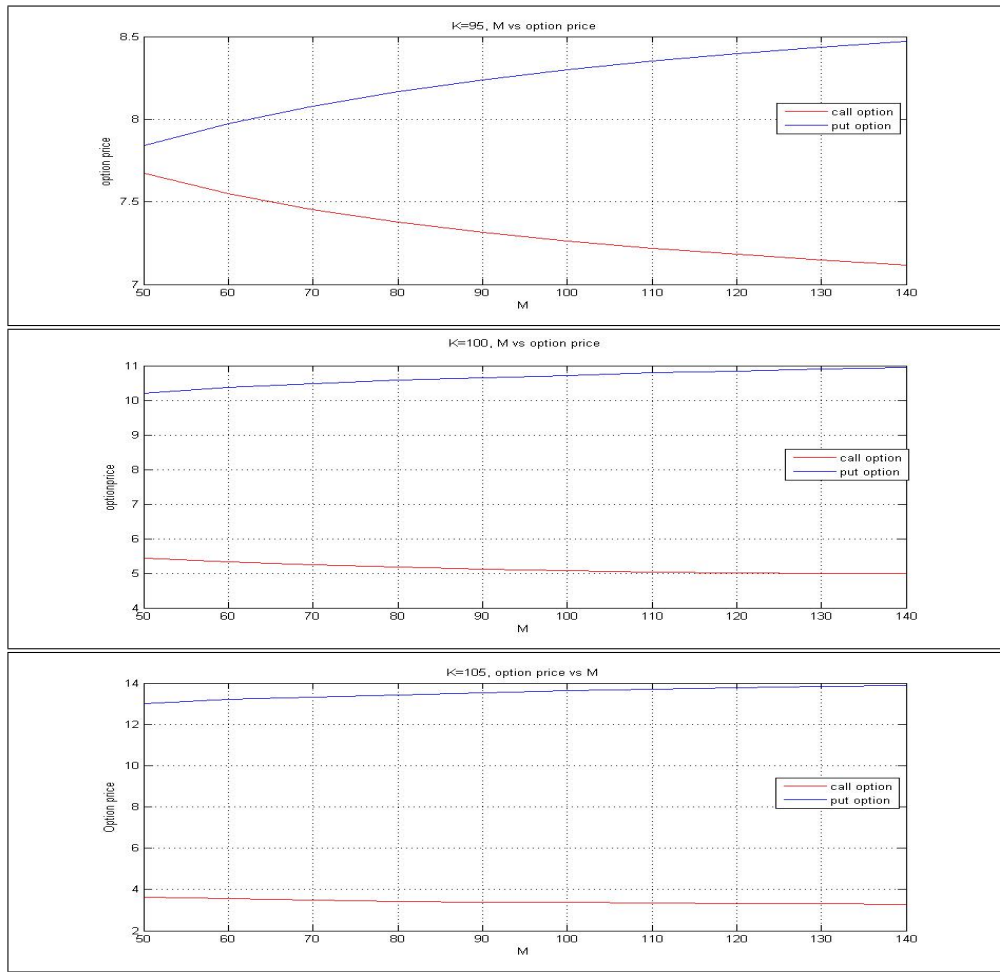 K=95, M vs option price
8.5
8
7.5
7
option price
call option
put option
50 60 70 80 90 100 110 120 130 140
M
K=100, M vs option price
11
10
9
8
7
6
5
4
optionprice
call option
put option
50 60 70 80 90 100 110 120 130 140
M
K=105, option price vs M
14
12
10
8
6
4
2
Option price
call option
put option
50 60 70 80 90 100 110 120 130 140
M